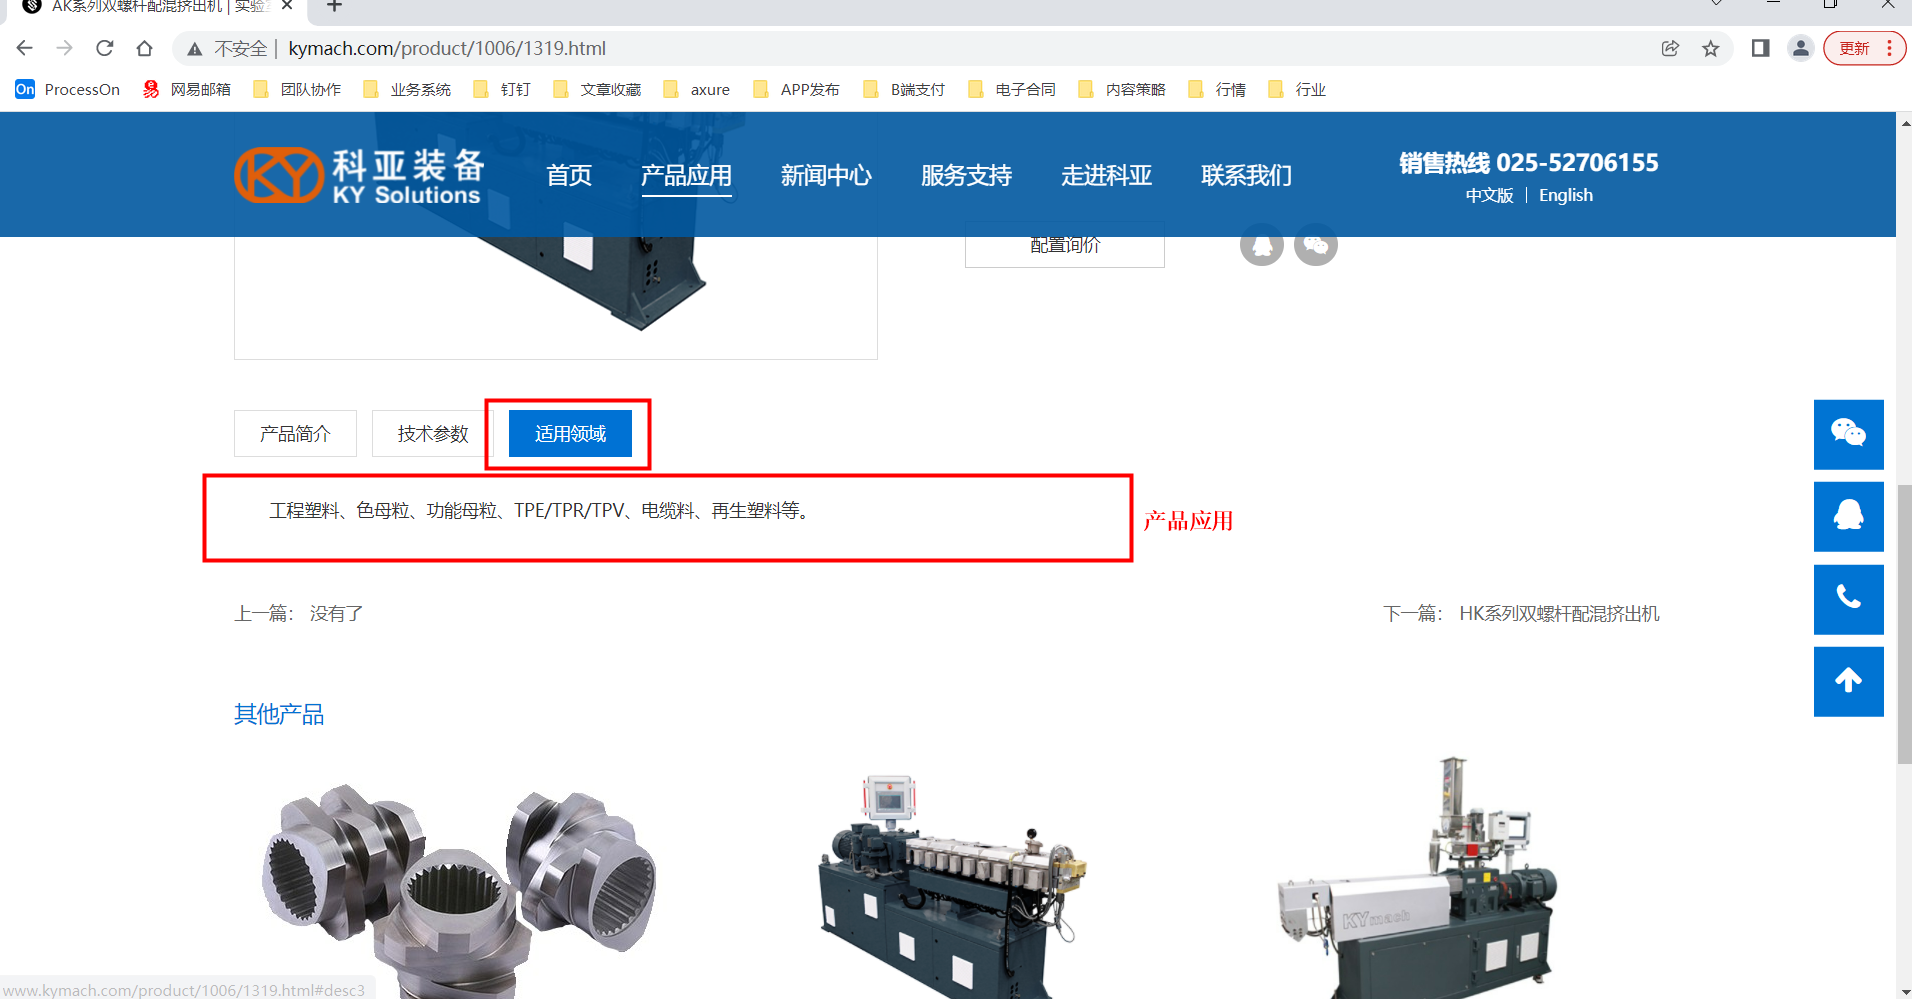 AK系列双螺杆配混挤出机 | 实验
不安全 | kymach.com/product/1006/1319.html
更新
On ProcessOn 网易邮箱 团队协作 业务系统 钉钉 文章收藏 axure APP发布 B端支付 电子合同 内容策略 行情 行业
KY 科亚装备
KY Solutions
首页 产品应用 新闻中心 服务支持 走进科亚 联系我们
销售热线 025-52706155
中文版 | English
配置询价
产品简介 技术参数 适用领域
工程塑料、色母粒、功能母粒、TPE/TPR/TPV、电缆料、再生塑料等。
产品应用
上一篇： 没有了
下一篇： HK系列双螺杆配混挤出机
其他产品
KYmach
www.kymach.com/product/1006/1319.html#desc3